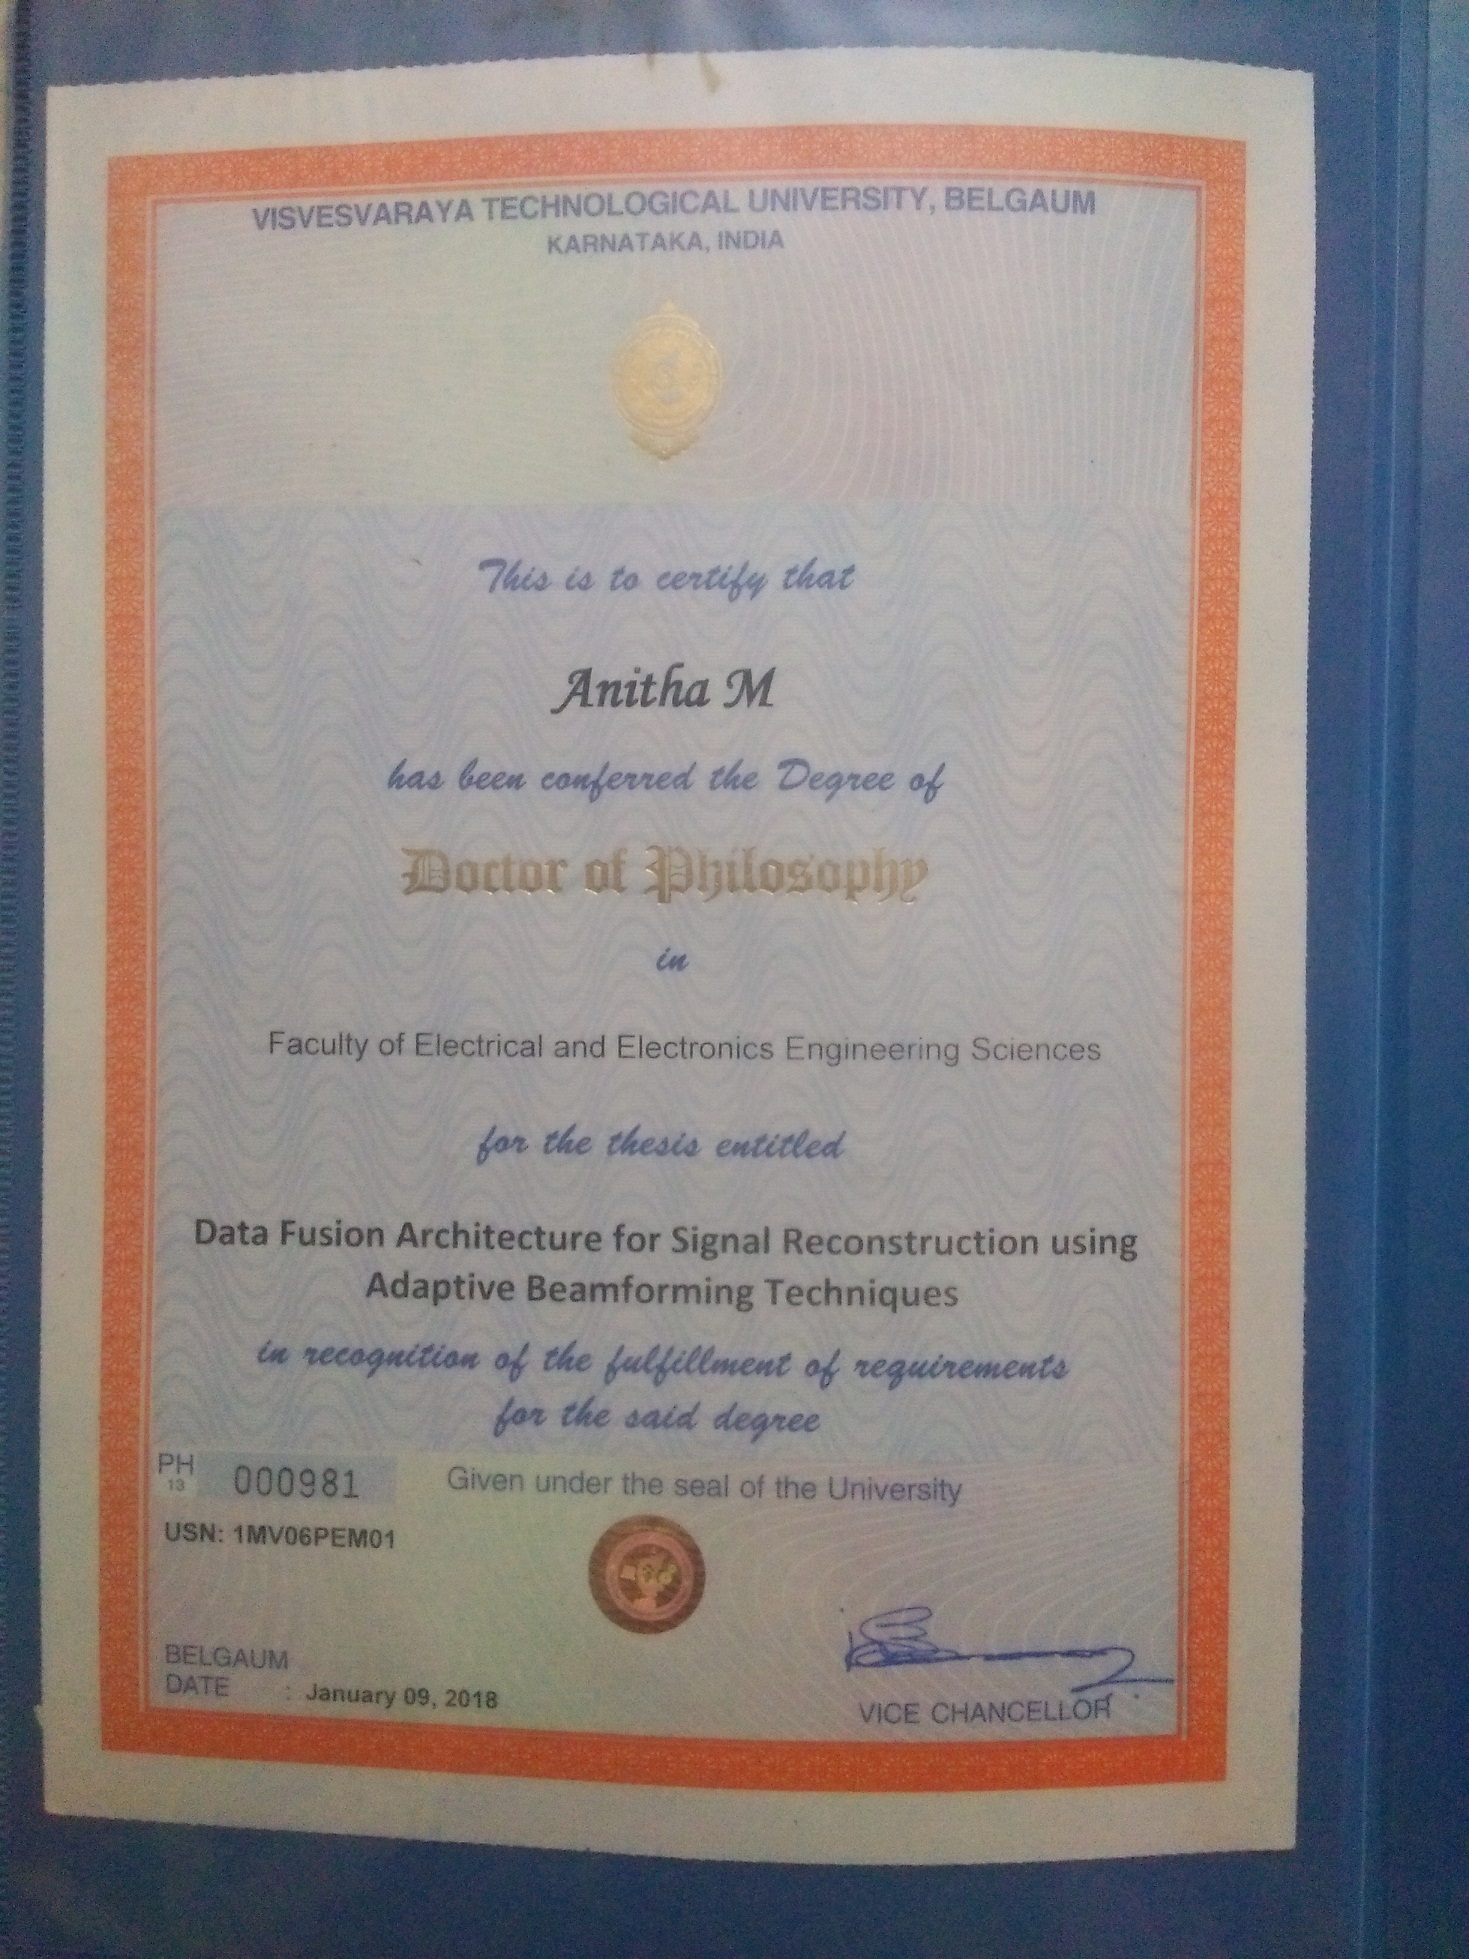 VISVESVARAYA TECHNOLOGICAL UNIVERSITY, BELGAUM
KARNATAKA, INDIA
This is to certify that
Anitha M
has been conferred the Degree of
Doctor of Philosophy
in
Faculty of Electrical and Electronics Engineering Sciences
for the thesis entitled
Data Fusion Architecture for Signal Reconstruction using
Adaptive Beamforming Techniques
in recognition of the fulfillment of requirements
for the said degree
PH 13 000981 Given under the seal of the University
USN: 1MV06PEM01
BELGAUM
DATE : January 09, 2018
VICE CHANCELLOR